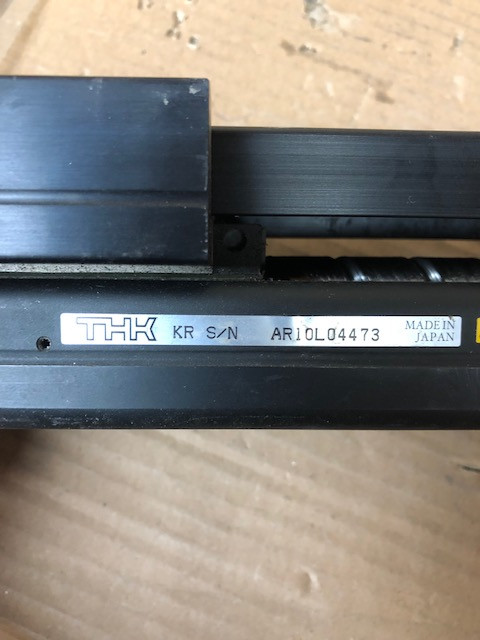 THK KR S/N AR10L04473 MADE IN
JAPAN